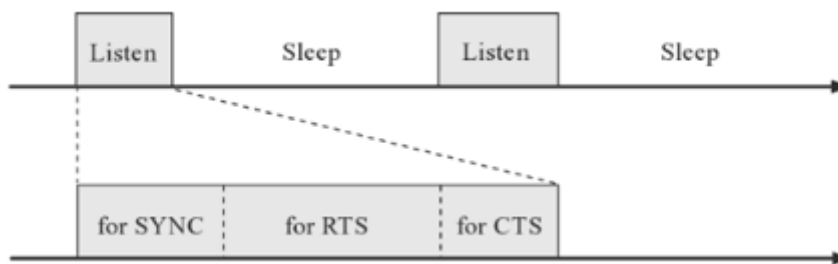 Listen Sleep Listen Sleep
for SYNC for RTS for CTS